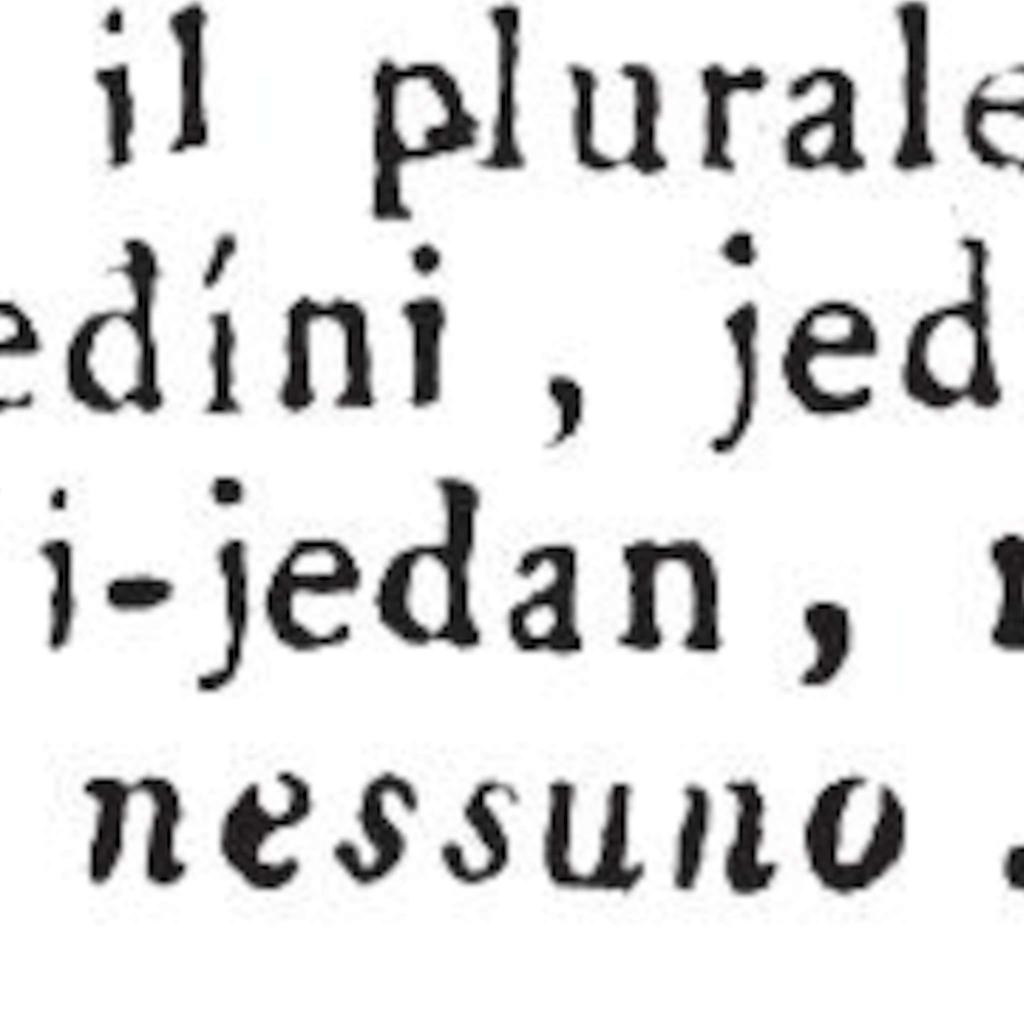 il plurale
edíni , jed
i-jedan ,
nessuno .